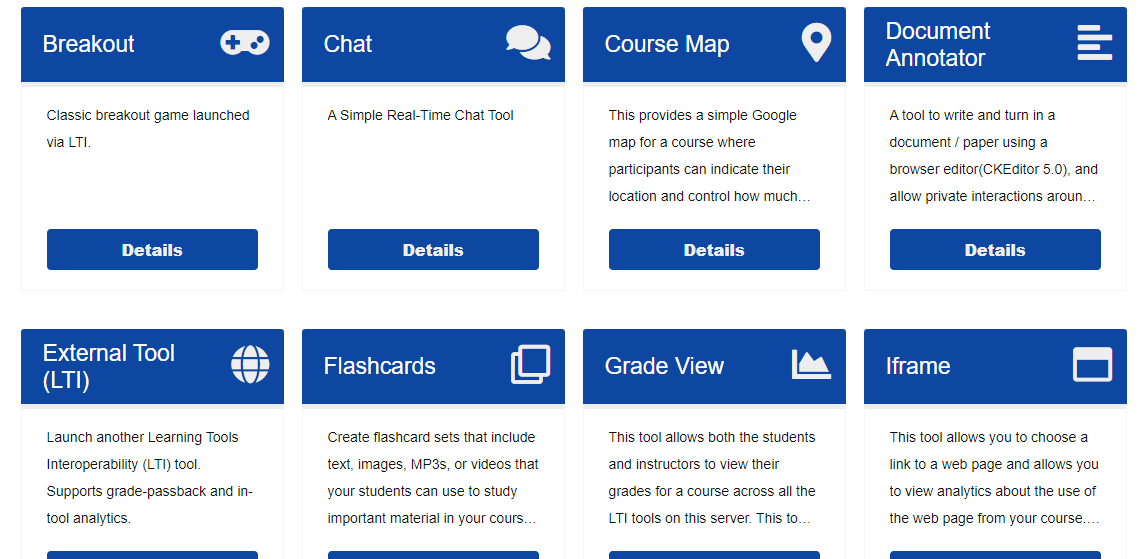 Breakout
Classic breakout game launched
via LTI.
Details
Chat
A Simple Real-Time Chat Tool
Details
Course Map
This provides a simple Google
map for a course where
participants can indicate their
location and control how much…
Details
Document
Annotator
A tool to write and turn in a
document / paper using a
browser editor(CKEditor 5.0), and
allow private interactions aroun…
Details
External Tool
(LTI)
Launch another Learning Tools
Interoperability (LTI) tool.
Supports grade-passback and in-
tool analytics.
Flashcards
Create flashcard sets that include
text, images, MP3s, or videos that
your students can use to study
important material in your cours…
Grade View
This tool allows both the students
and instructors to view their
grades for a course across all the
LTI tools on this server. This to…
Iframe
This tool allows you to choose a
link to a web page and allows you
to view analytics about the use of
the web page from your course.…